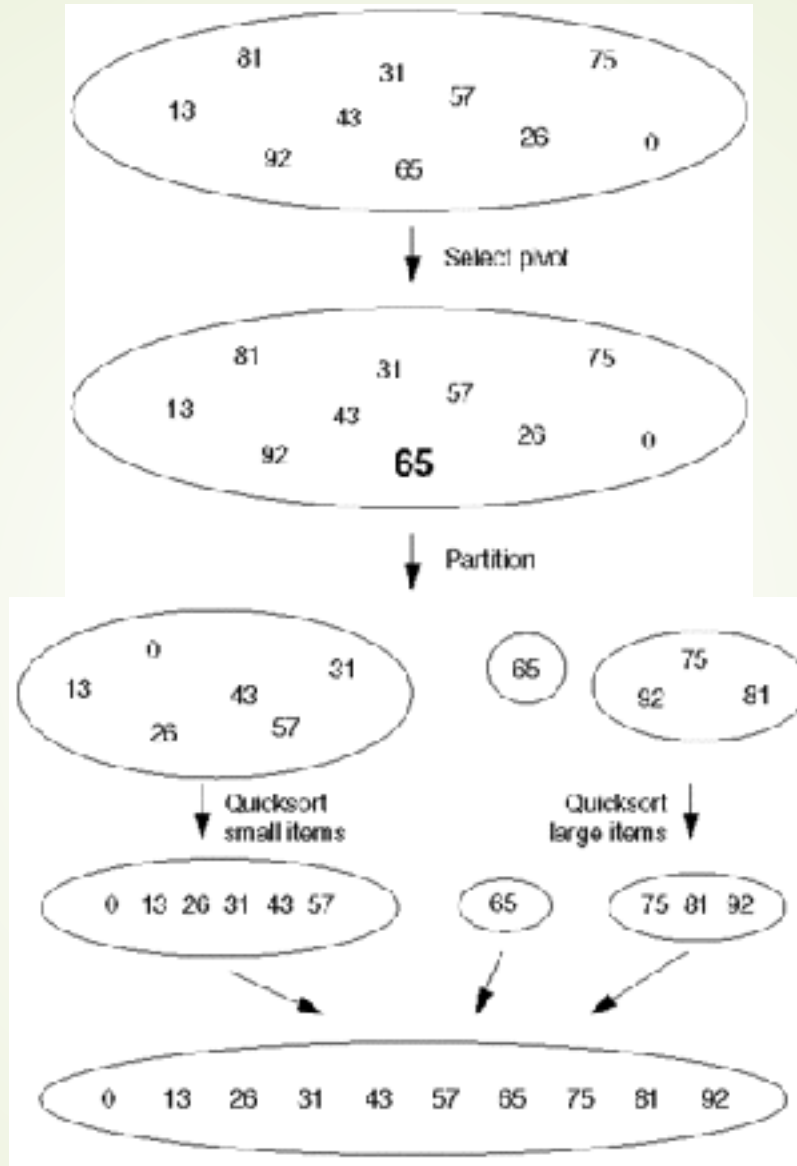 81 31 75
13 43 57
92 65 26 0
Select pivot
81 31 75
13 43 57
92 65 26 0
Partition
0 31 65 75
13 43 92 81
26 57
Quicksort
small items
Quicksort
large items
0 13 26 31 43 57 65 75 81 92
0 13 26 31 43 57 65 75 81 92